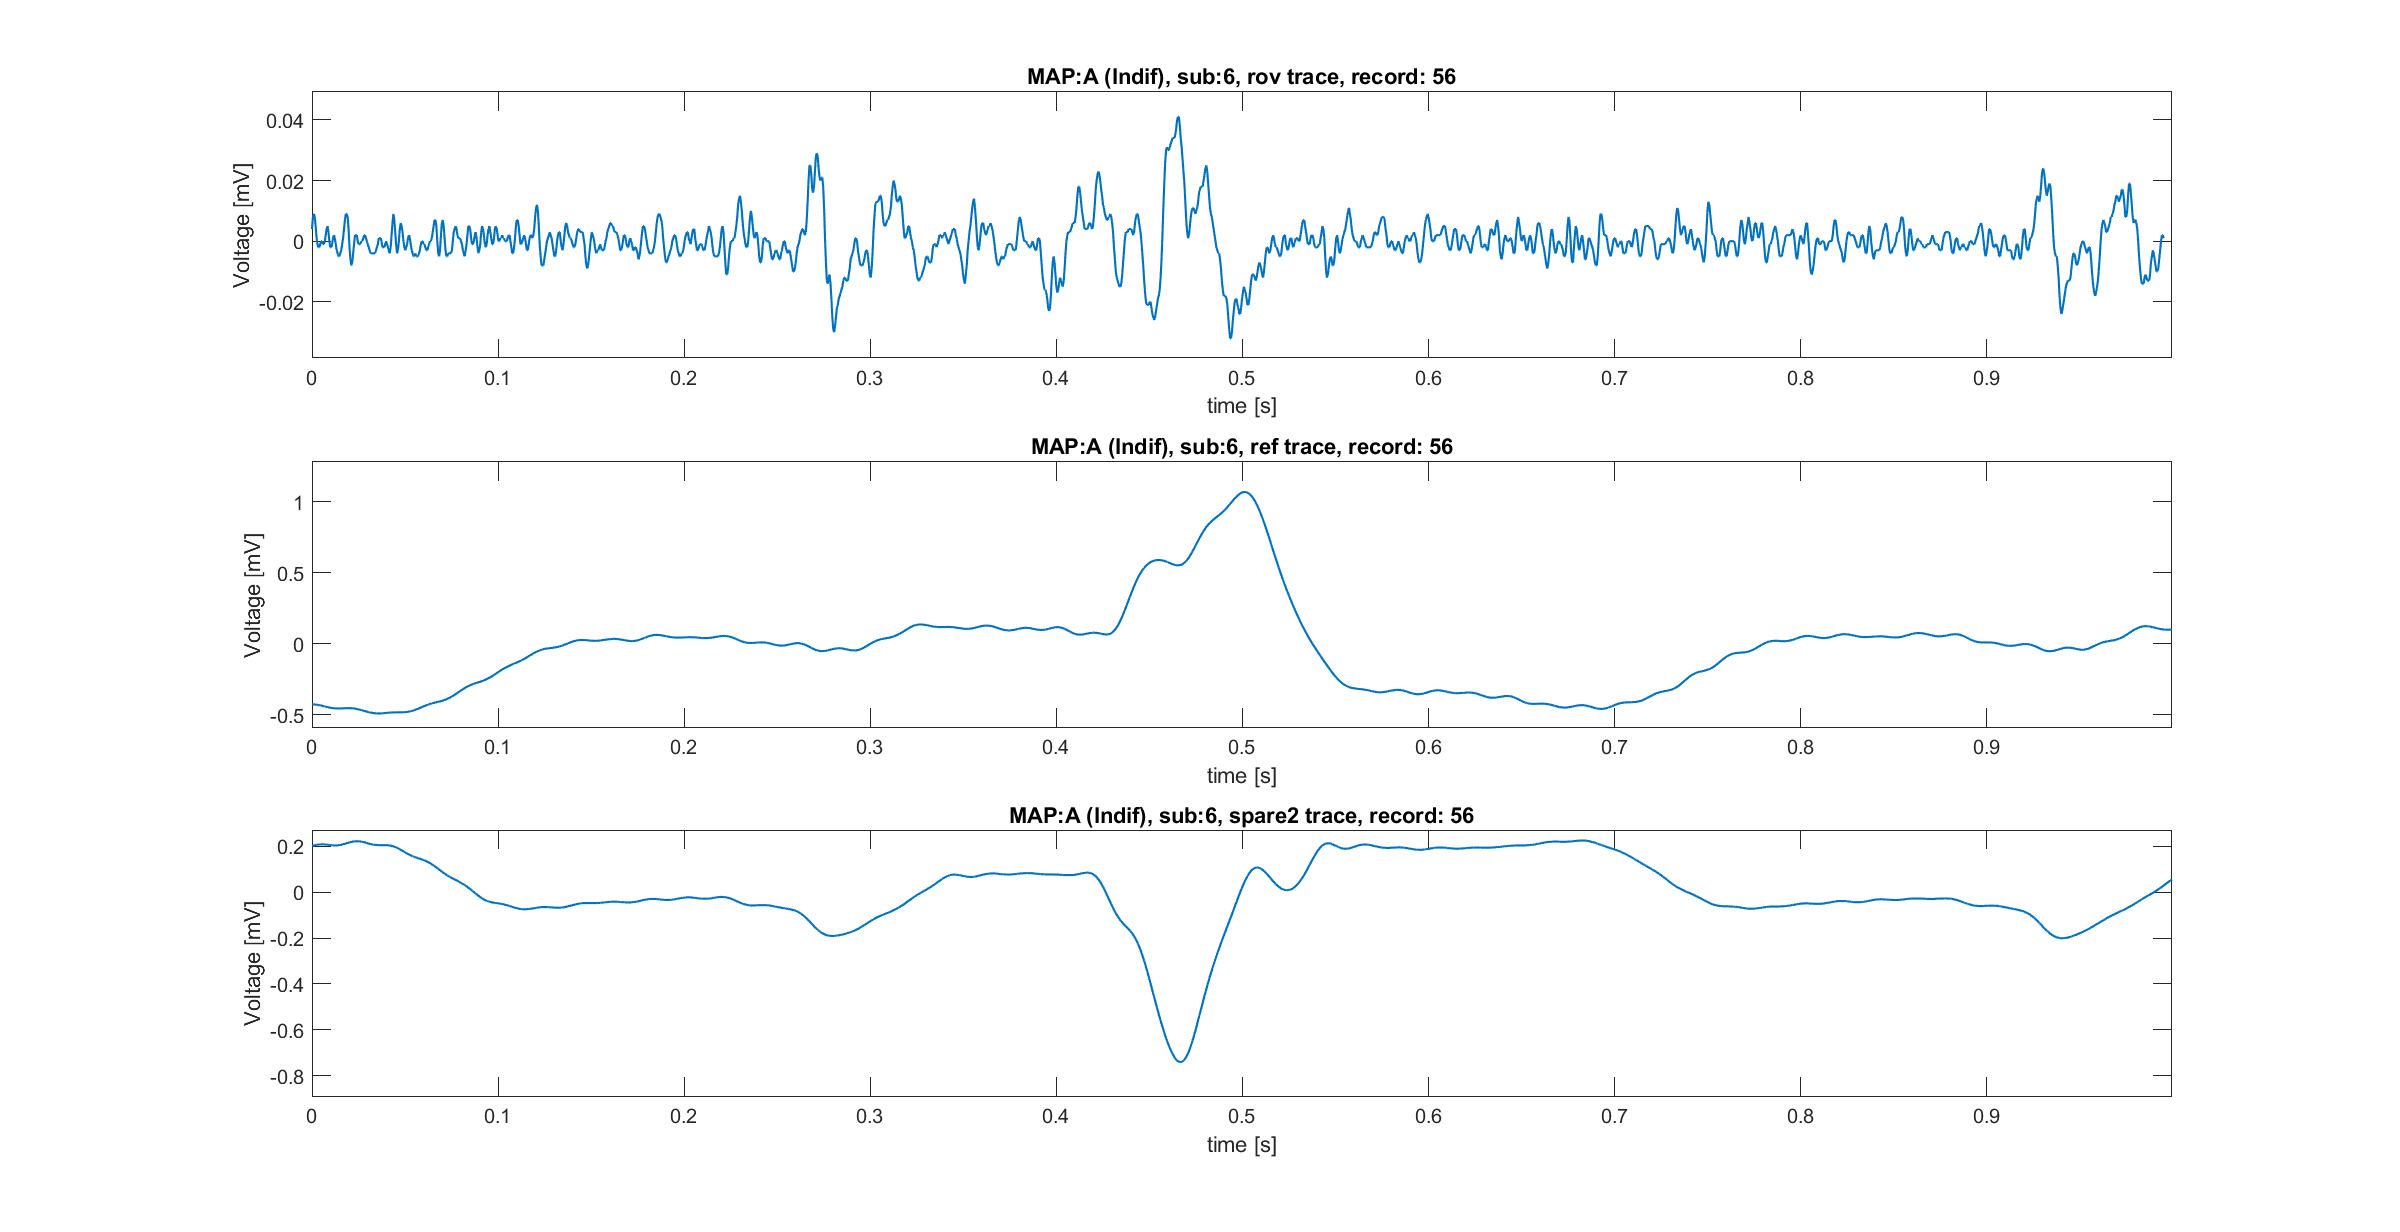 MAP:A (Indif), sub:6, rov trace, record: 56
Voltage [mV]
0.04
0.02
0
-0.02
0 0.1 0.2 0.3 0.4 0.5 0.6 0.7 0.8 0.9
time [s]
MAP:A (Indif), sub:6, ref trace, record: 56
Voltage [mV]
1
0.5
0
-0.5
0 0.1 0.2 0.3 0.4 0.5 0.6 0.7 0.8 0.9
time [s]
MAP:A (Indif), sub:6, spare2 trace, record: 56
Voltage [mV]
0.2
0
-0.2
-0.4
-0.6
-0.8
0 0.1 0.2 0.3 0.4 0.5 0.6 0.7 0.8 0.9
time [s]